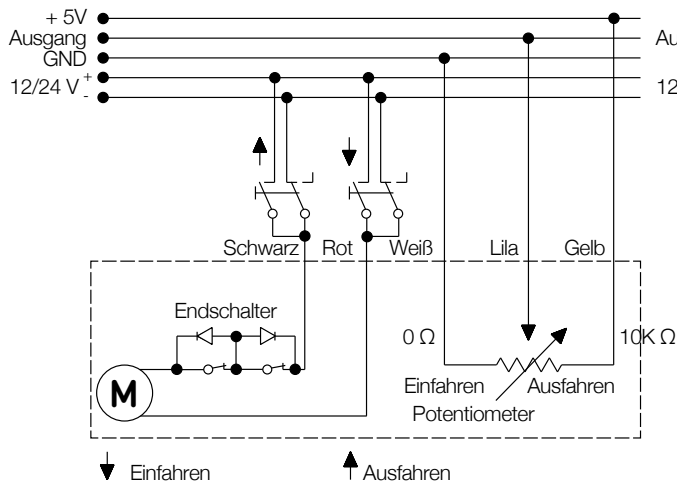 + 5V
Ausgang
GND
12/24 V +
-
Au
12
Schwarz Rot Weiß Lila Gelb
Endschalter
0 Ω 10K Ω
M
Einfahren Ausfahren
Potentiometer
Einfahren Ausfahren